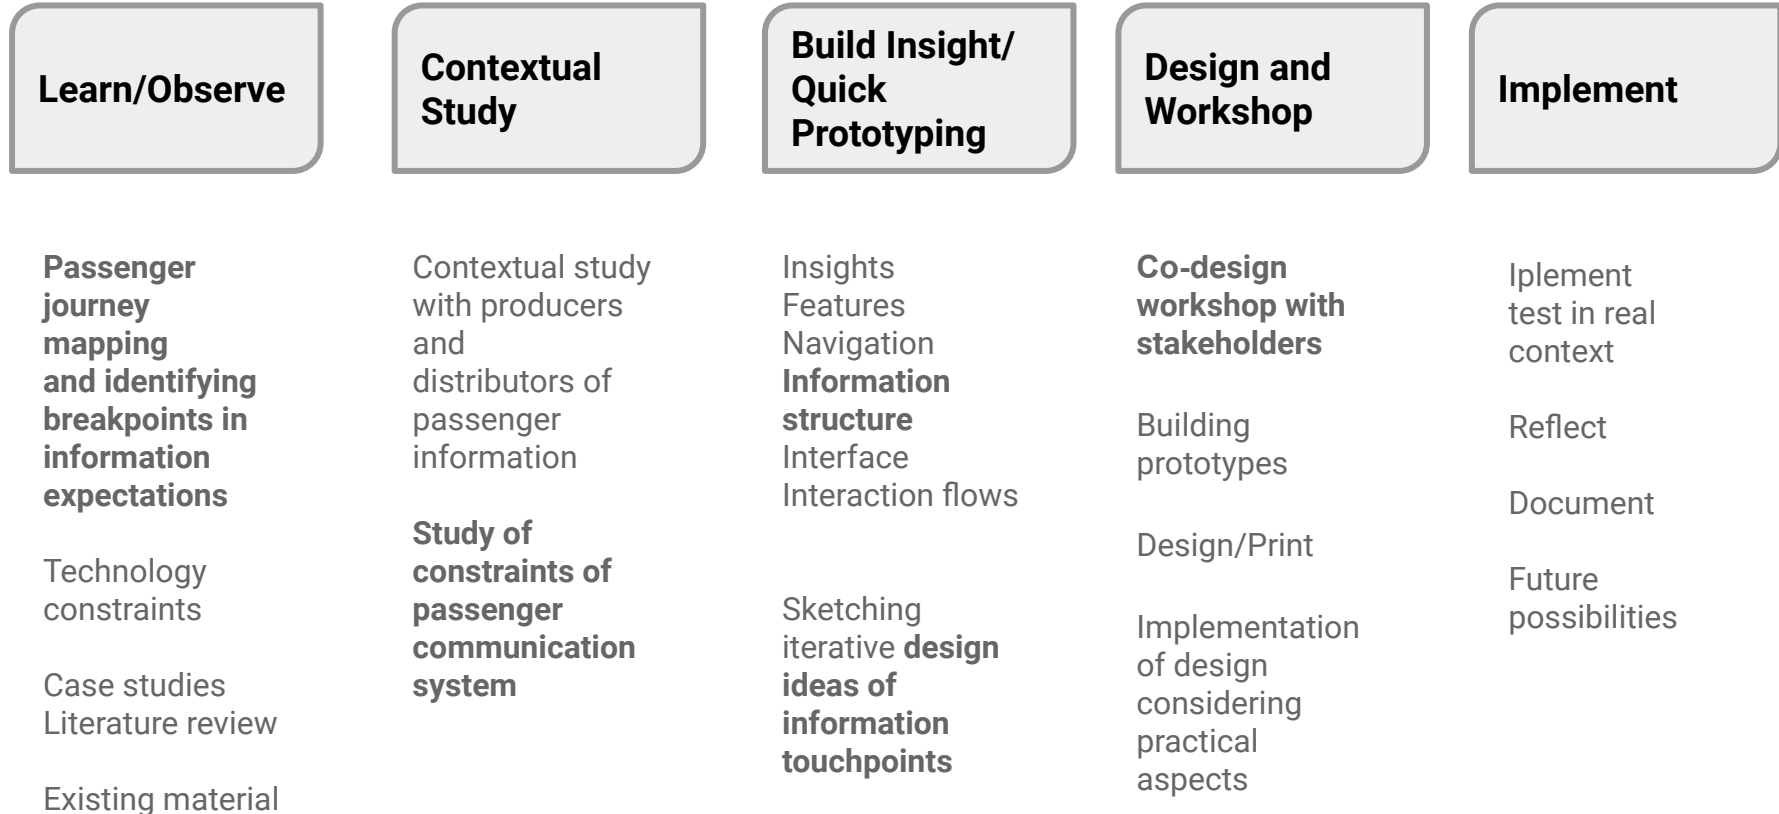 Learn/Observe
Contextual
Study
Build Insight/
Quick
Prototyping
Design and
Workshop
Implement
Passenger
journey
mapping
and identifying
breakpoints in
information
expectations
Technology
constraints
Case studies
Literature review
Existing material
Contextual study
with producers
and
distributors of
passenger
information
Study of
constraints of
passenger
communication
system
Insights
Features
Navigation
Information
structure
Interface
Interaction flows
Sketching
iterative design
ideas of
information
touchpoints
Co-design
workshop with
stakeholders
Building
prototypes
Design/Print
Implementation
of design
considering
practical
aspects
Iplement
test in real
context
Reflect
Document
Future
possibilities